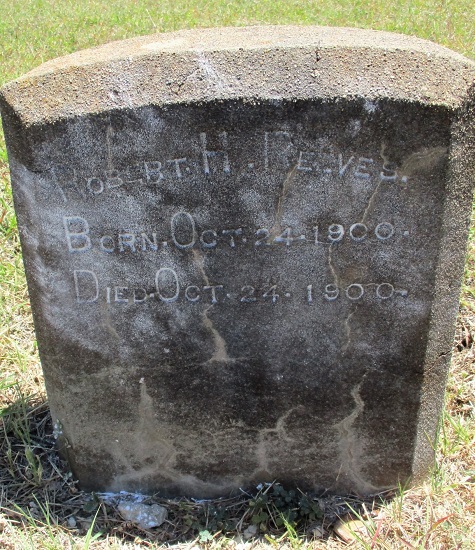 ROBERT. H. REEVES.
BORN. OCT. 24. 1900.
DIED. OCT. 24. 1900.